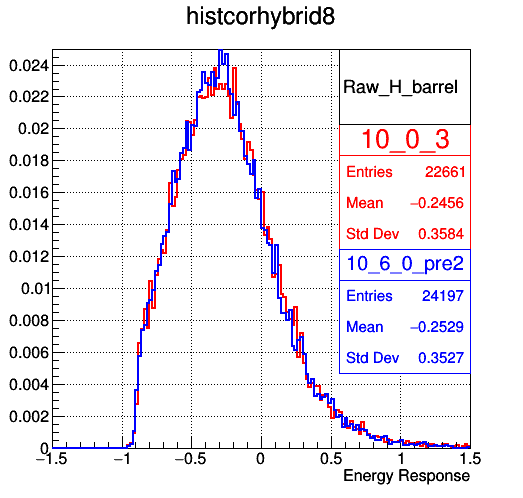 histcorhybrid8
Raw_H_barrel
10_0_3
Entries 22661
Mean −0.2456
Std Dev 0.3584
10_6_0_pre2
Entries 24197
Mean −0.2529
Std Dev 0.3527
0.024
0.022
0.02
0.018
0.016
0.014
0.012
0.01
0.008
0.006
0.004
0.002
0
−1.5 −1 −0.5 0 0.5 1 1.5
Energy Response